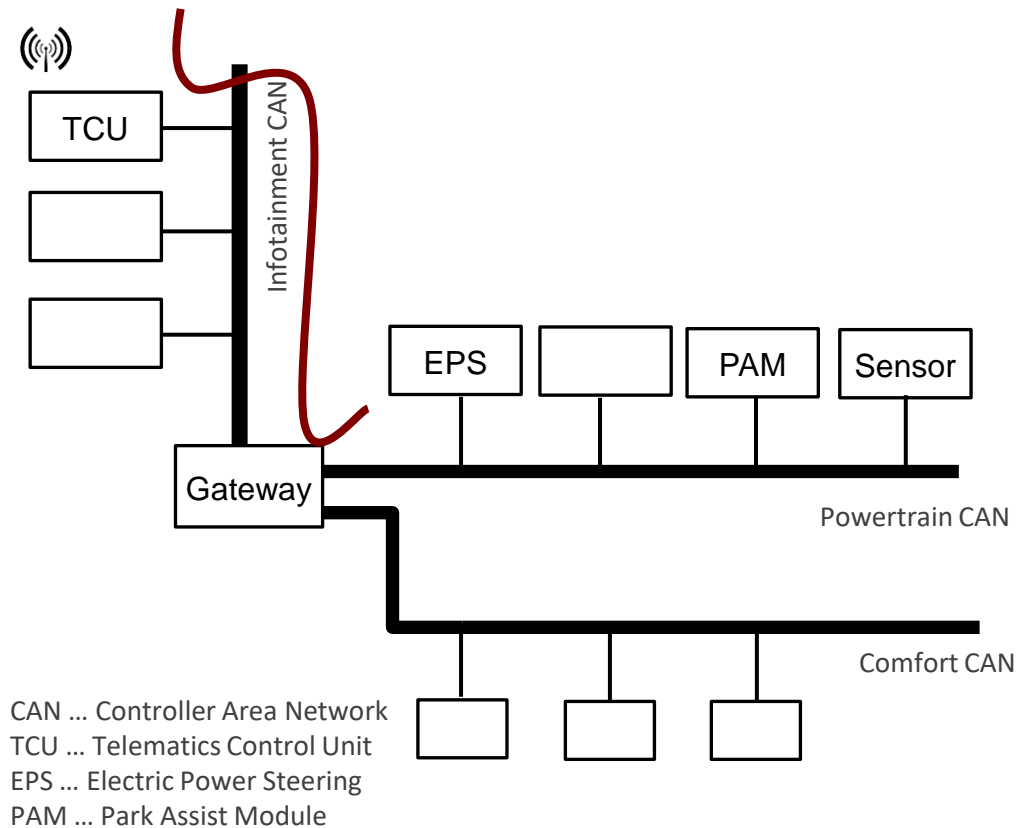 TCU
Infotainment CAN
EPS
PAM
Sensor
Gateway
Powertrain CAN
Comfort CAN
CAN ... Controller Area Network
TCU ... Telematics Control Unit
EPS ... Electric Power Steering
PAM ... Park Assist Module